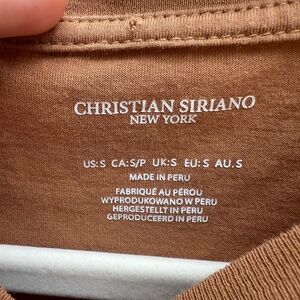 CHRISTIAN SIRIANO
NEW YORK
US:S CA:S/P UK:S EU:S AU.S
MADE IN PERU
FABRIQUÉ AU PÉROU
WYPRODUKOWANO W PERU
HERGESTELLT IN PERU
GEPRODUCEERD IN PERU